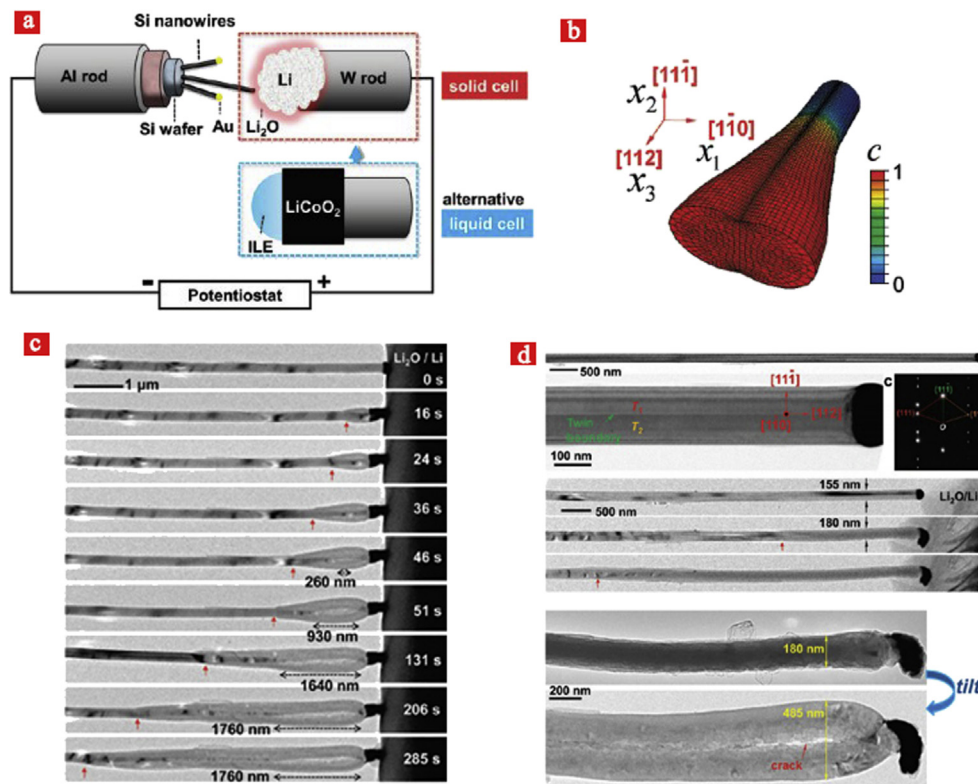 a
Si nanowires
Al rod
Li
W rod
solid cell
Si wafer
Au
Li2O
LiCoO2
alternative
liquid cell
ILE
-
+
Potentiostat
b
[111̄]
x2
[11̄0]
x1
[112]
x3
c
1
0
c
Li2O / Li
0 s
1 µm
16 s
24 s
36 s
46 s
260 nm
51 s
930 nm
131 s
1640 nm
206 s
1760 nm
285 s
1760 nm
d
500 nm
[111̄]
T1
Twin
T2
[11̄0]
100 nm
c
155 nm
Li2O/Li
500 nm
180 nm
180 nm
200 nm
tilt
485 nm
crack